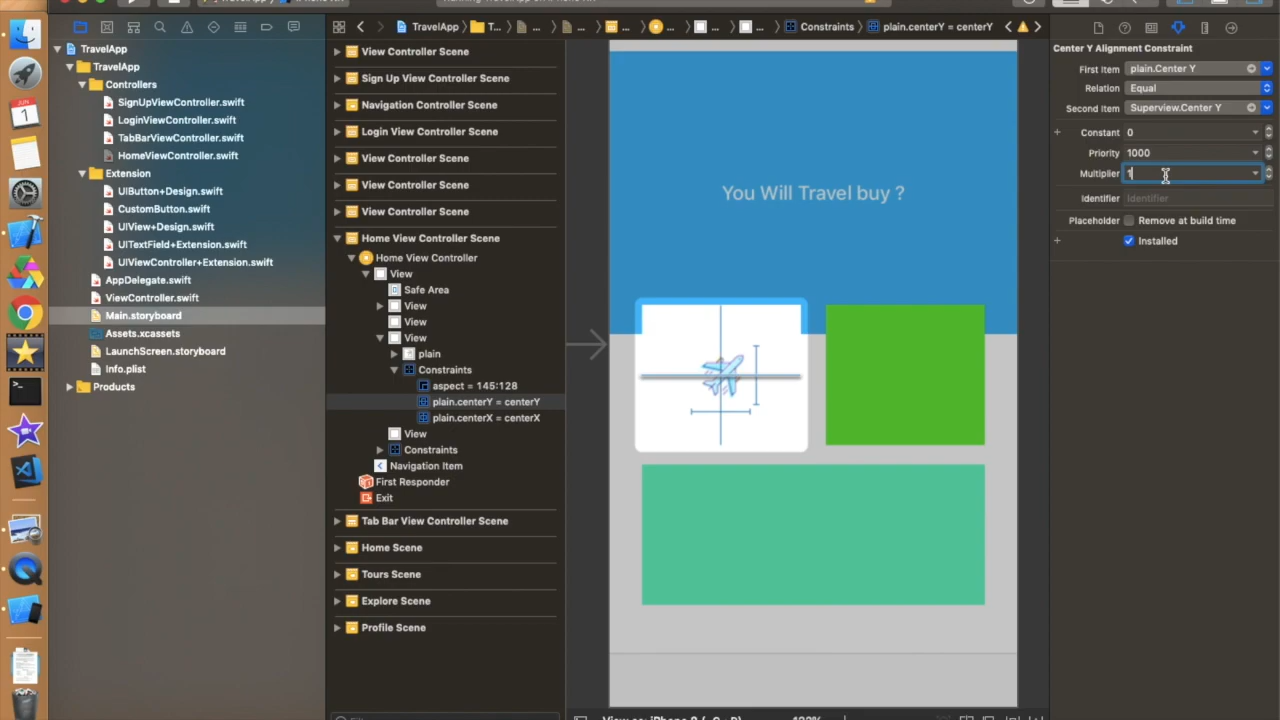 TravelApp
T...
...
...
...
...
...
...
Constraints
plain.centerY = centerY
TravelApp
TravelApp
Controllers
SignUpViewController.swift
LoginViewController.swift
TabBarViewController.swift
HomeViewController.swift
Extension
UIButton+Design.swift
CustomButton.swift
UIView+Design.swift
UITextField+Extension.swift
UIViewController+Extension.swift
AppDelegate.swift
ViewController.swift
Main.storyboard
Assets.xcassets
LaunchScreen.storyboard
Info.plist
Products
View Controller Scene
Sign Up View Controller Scene
Navigation Controller Scene
Login View Controller Scene
View Controller Scene
View Controller Scene
View Controller Scene
Home View Controller Scene
Home View Controller
View
Safe Area
View
View
View
plain
Constraints
aspect = 145:128
plain.centerY = centerY
plain.centerX = centerX
View
Constraints
Navigation Item
First Responder
Exit
Tab Bar View Controller Scene
Home Scene
Tours Scene
Explore Scene
Profile Scene
You Will Travel buy ?
Center Y Alignment Constraint
First Item plain.Center Y
Relation Equal
Second Item Superview.Center Y
Constant 0
Priority 1000
Multiplier 1
Identifier Identifier
Placeholder Remove at build time
Installed
JUN
1